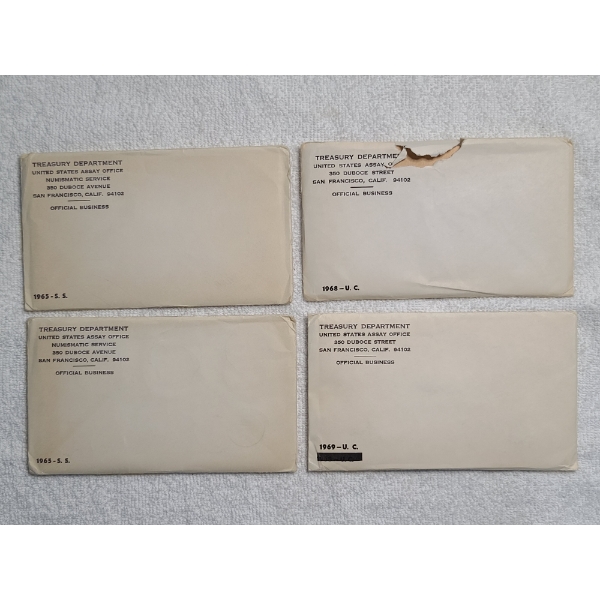 TREASURY DEPARTMENT
UNITED STATES ASSAY OFFICE
NUMISMATIC SERVICE
350 DUBOCE AVENUE
SAN FRANCISCO, CALIF. 94102
OFFICIAL BUSINESS
1965 - S. S.
TREASURY DEPARTME
UNITED STATES ASSAY
350 DUBOCE STREET
SAN FRANCISCO, CALIF. 94102
OFFICIAL BUSINESS
1968 - U. C.
TREASURY DEPARTMENT
UNITED STATES ASSAY OFFICE
NUMISMATIC SERVICE
350 DUBOCE AVENUE
SAN FRANCISCO, CALIF. 94102
OFFICIAL BUSINESS
1965 - S. S.
TREASURY DEPARTMENT
UNITED STATES ASSAY OFFICE
350 DUBOCE STREET
SAN FRANCISCO, CALIF. 94102
OFFICIAL BUSINESS
1969 - U. C.